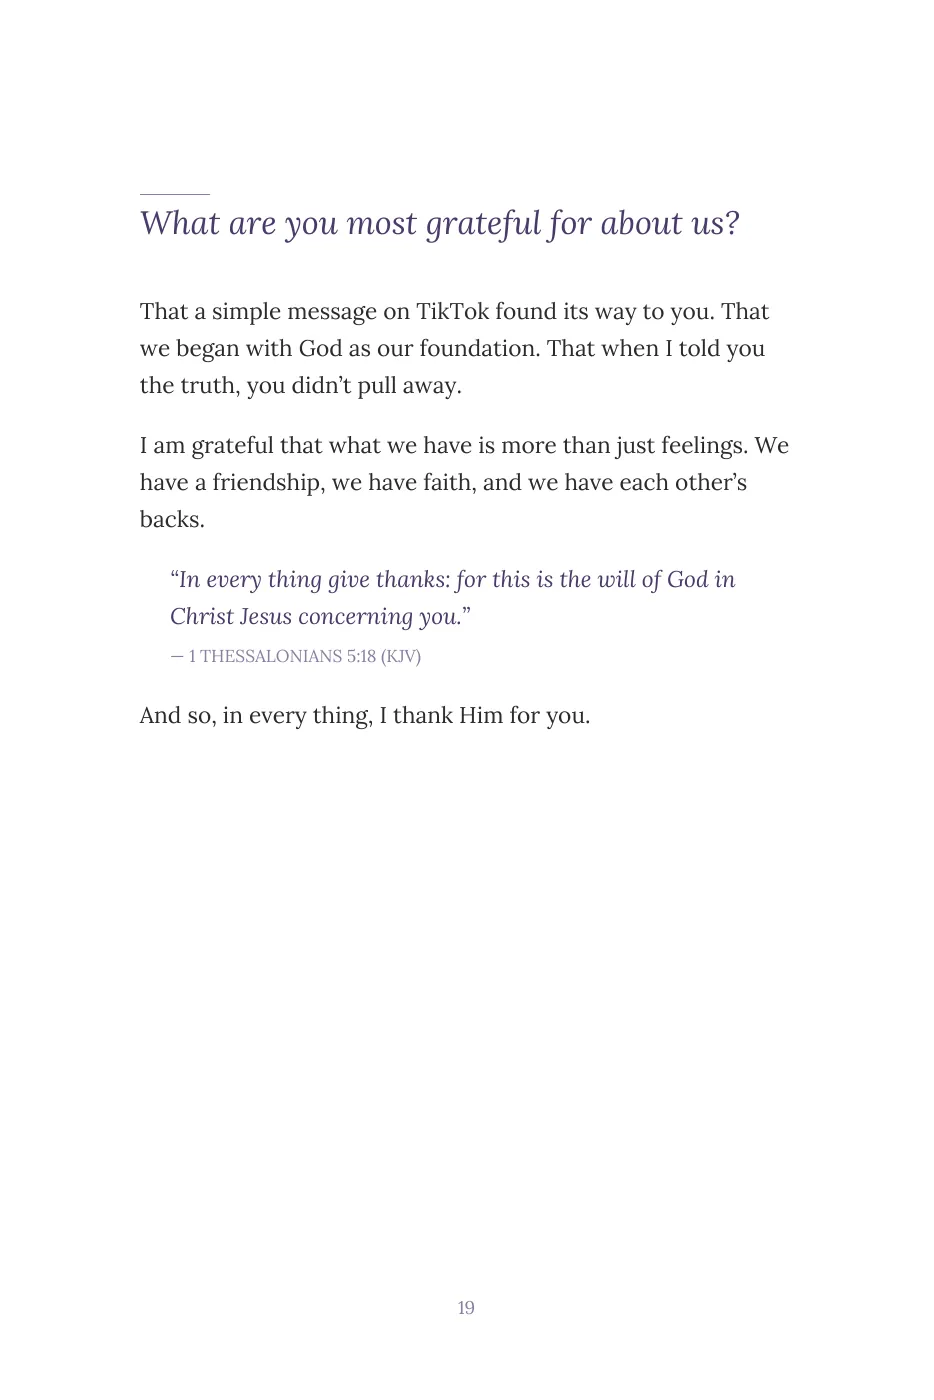 What are you most grateful for about us?
That a simple message on TikTok found its way to you. That
we began with God as our foundation. That when I told you
the truth, you didn’t pull away.
I am grateful that what we have is more than just feelings. We
have a friendship, we have faith, and we have each other’s
backs.
“In every thing give thanks: for this is the will of God in
Christ Jesus concerning you.”
— 1 THESSALONIANS 5:18 (KJV)
And so, in every thing, I thank Him for you.
19